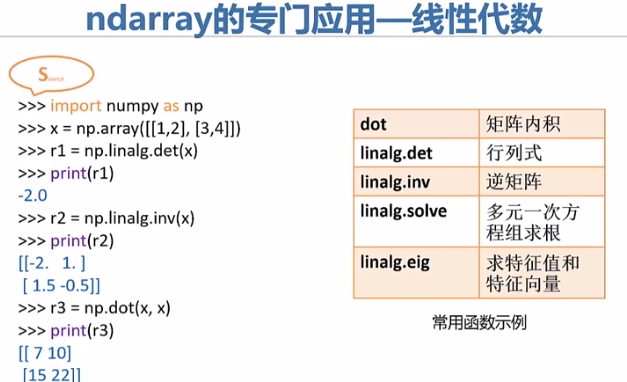 ndarray的专门应用—线性代数
Source
>>> import numpy as np
>>> x = np.array([[1,2], [3,4]])
>>> r1 = np.linalg.det(x)
>>> print(r1)
-2.0
>>> r2 = np.linalg.inv(x)
>>> print(r2)
[[-2. 1. ]
[ 1.5 -0.5]]
>>> r3 = np.dot(x, x)
>>> print(r3)
[[ 7 10]
[15 22]]
dot 矩阵内积
linalg.det 行列式
linalg.inv 逆矩阵
linalg.solve 多元一次方
程组求根
linalg.eig 求特征值和
特征向量
常用函数示例